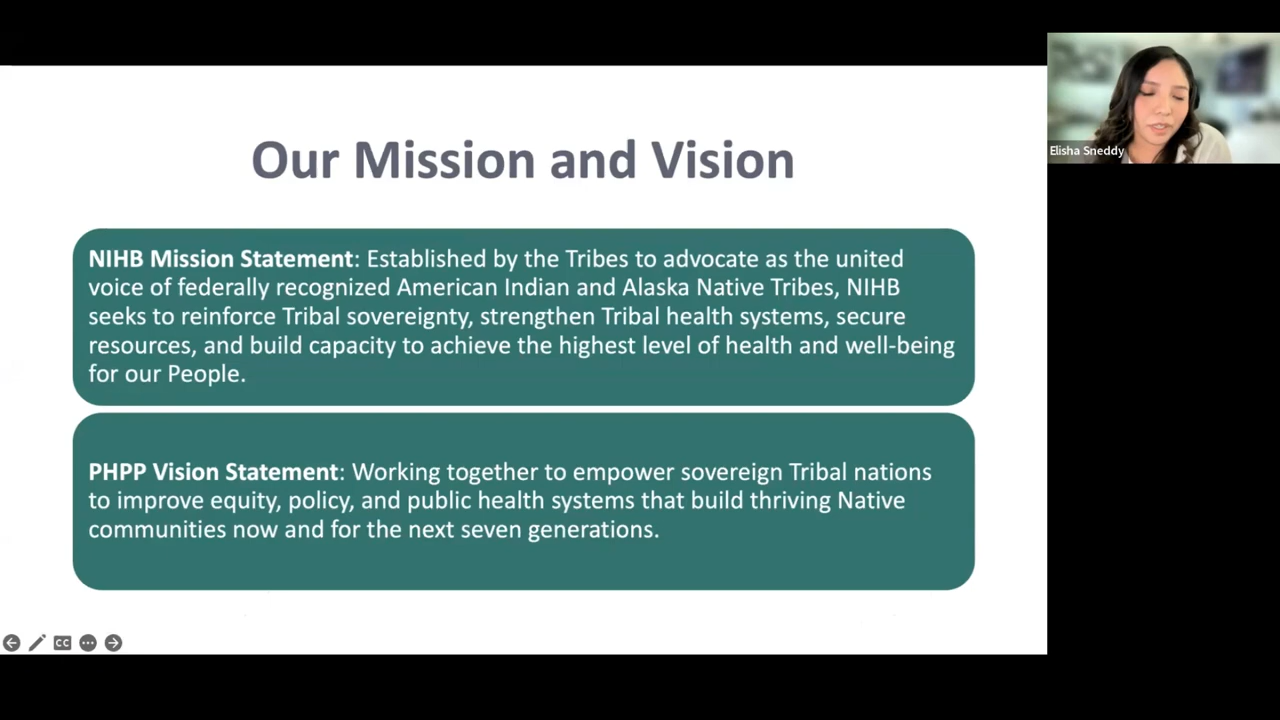 Our Mission and Vision
NIHB Mission Statement: Established by the Tribes to advocate as the united
voice of federally recognized American Indian and Alaska Native Tribes, NIHB
seeks to reinforce Tribal sovereignty, strengthen Tribal health systems, secure
resources, and build capacity to achieve the highest level of health and well-being
for our People.
PHPP Vision Statement: Working together to empower sovereign Tribal nations
to improve equity, policy, and public health systems that build thriving Native
communities now and for the next seven generations.
Elisha Sneddy
CC